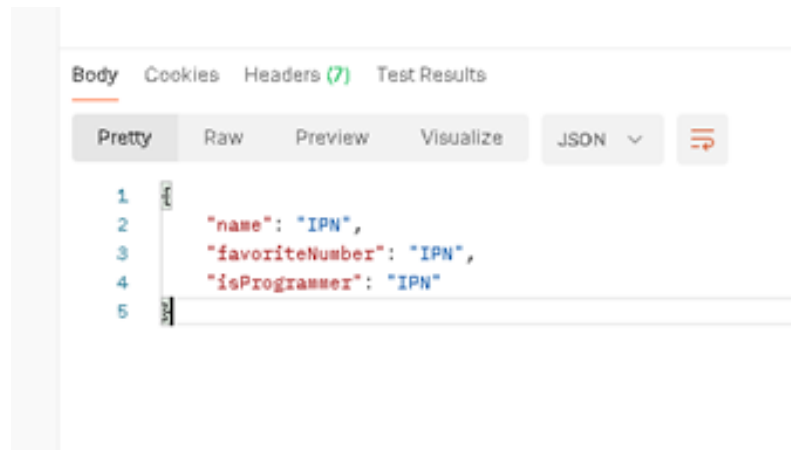 Body Cookies Headers (7) Test Results
Pretty Raw Preview Visualize JSON
1 {
2 "name": "IPN",
3 "favoriteNumber": "IPN",
4 "isProgrammer": "IPN"
5 }